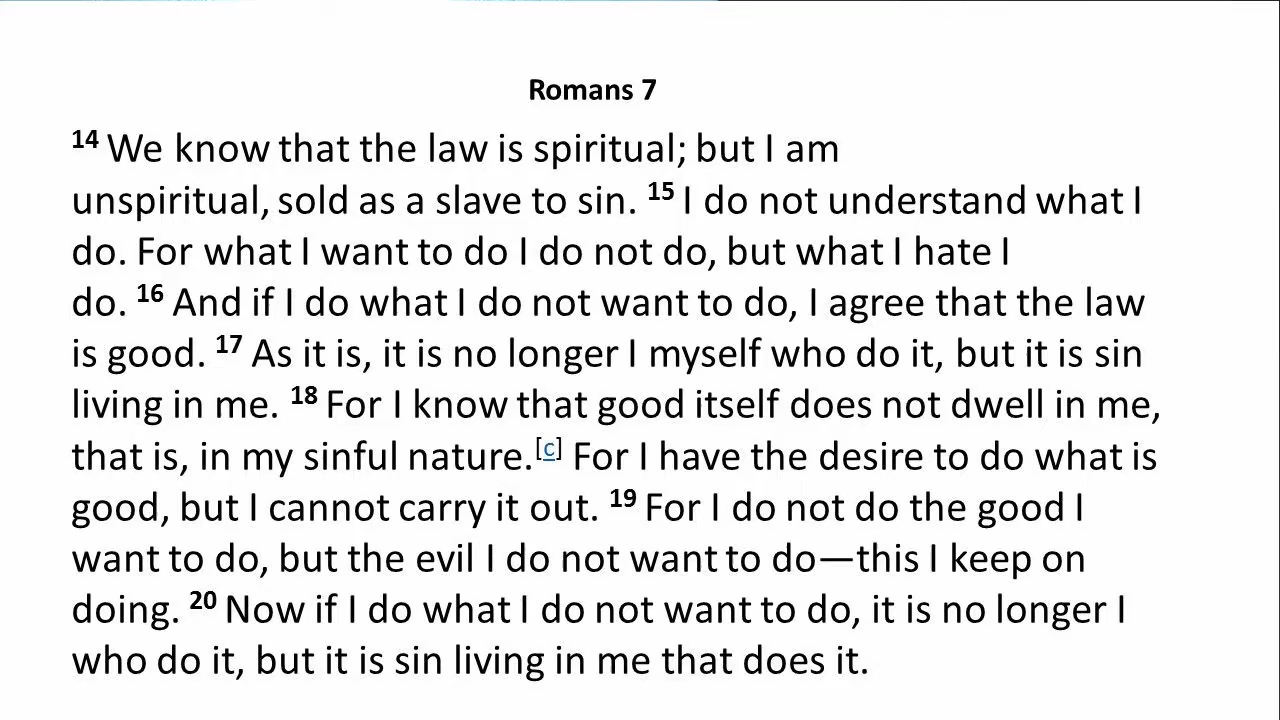 Romans 7
14 We know that the law is spiritual; but I am
unspiritual, sold as a slave to sin. 15 I do not understand what I
do. For what I want to do I do not do, but what I hate I
do. 16 And if I do what I do not want to do, I agree that the law
is good. 17 As it is, it is no longer I myself who do it, but it is sin
living in me. 18 For I know that good itself does not dwell in me,
that is, in my sinful nature.[c] For I have the desire to do what is
good, but I cannot carry it out. 19 For I do not do the good I
want to do, but the evil I do not want to do—this I keep on
doing. 20 Now if I do what I do not want to do, it is no longer I
who do it, but it is sin living in me that does it.